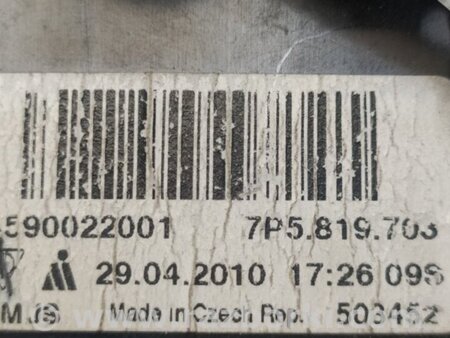 590022001 7P5.819.703
29.04.2010 17:26 09S
Made in Czech Rep. 503452